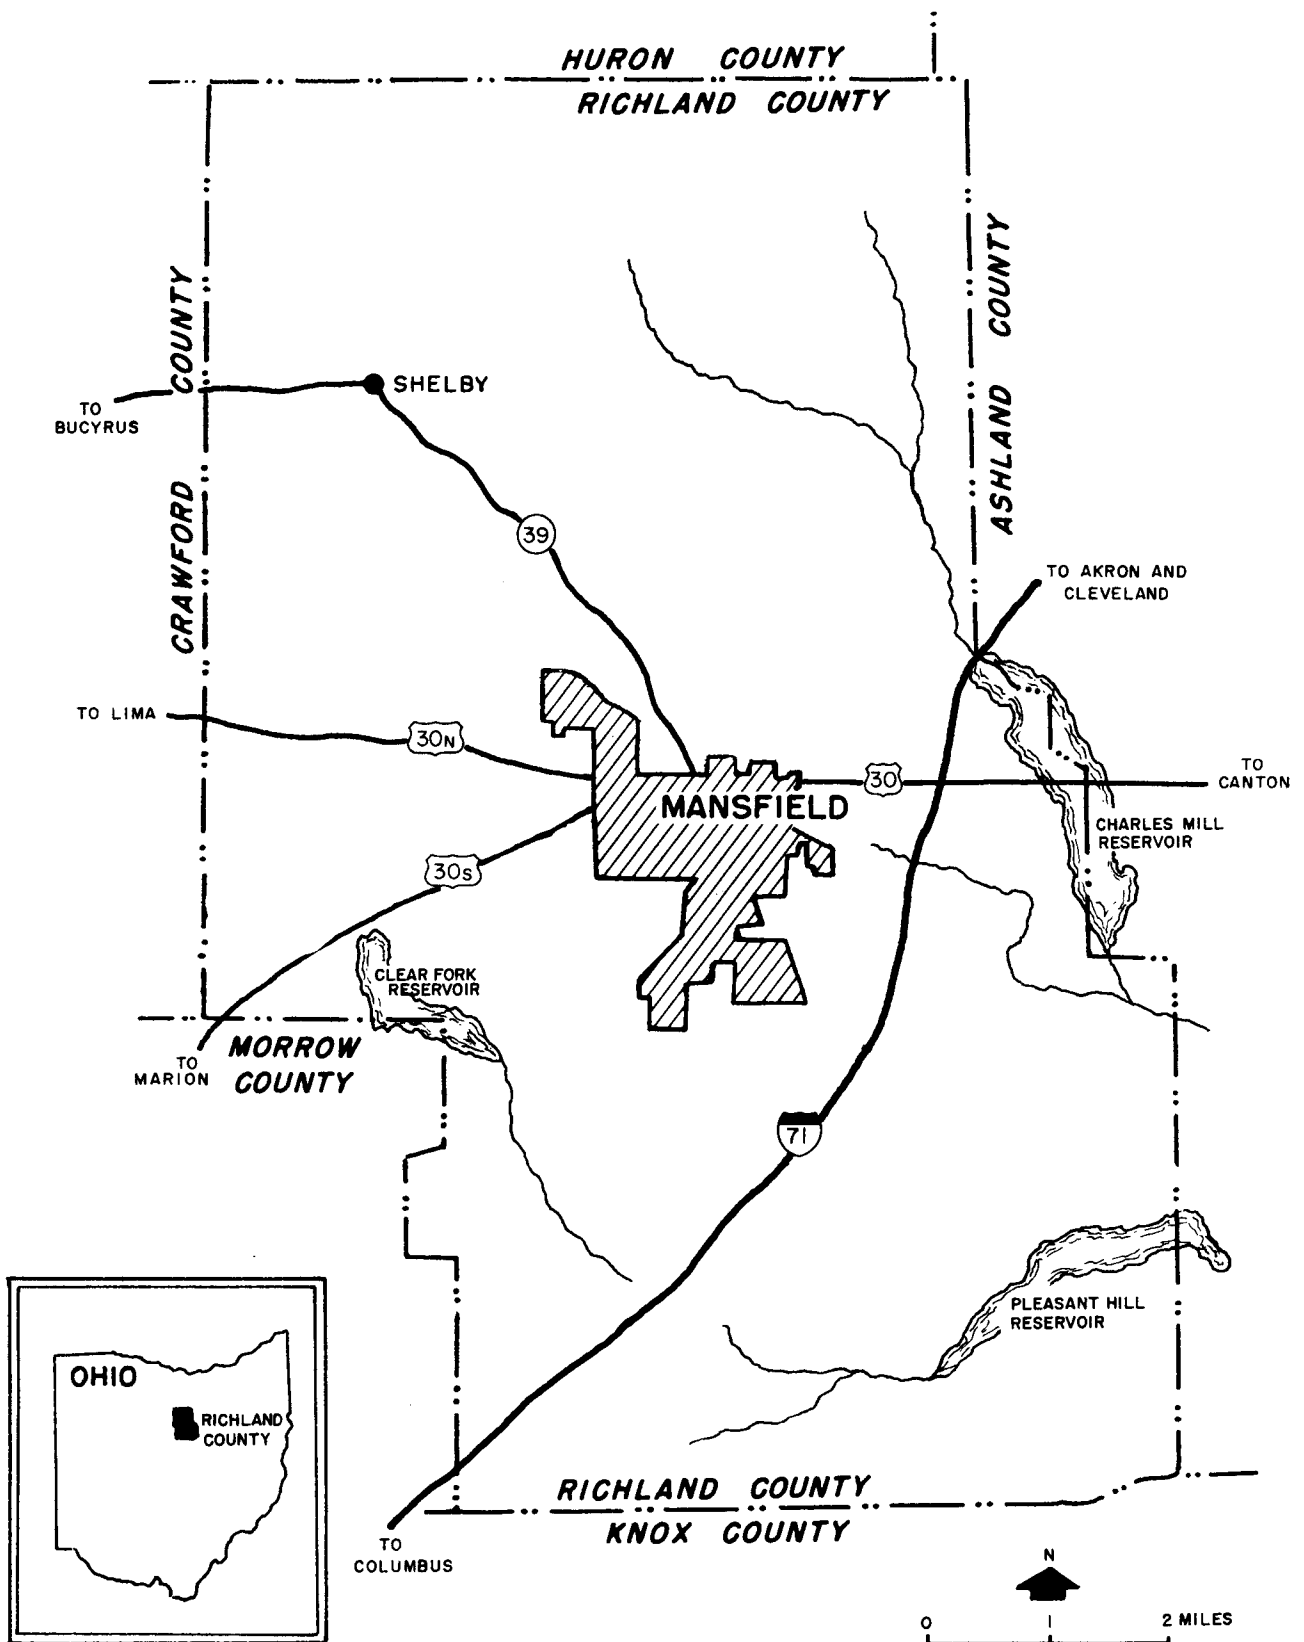 HURON COUNTY
RICHLAND COUNTY
ASHLAND COUNTY
CRAWFORD COUNTY
SHELBY
TO
BUCYRUS
39
TO AKRON AND
CLEVELAND
TO LIMA
30N
30
TO
CANTON
MANSFIELD
CHARLES MILL
RESERVOIR
30S
CLEAR FORK
RESERVOIR
MORROW
COUNTY
TO
MARION
71
PLEASANT HILL
RESERVOIR
OHIO
RICHLAND
COUNTY
RICHLAND COUNTY
KNOX COUNTY
TO
COLUMBUS
N
0 1 2 MILES